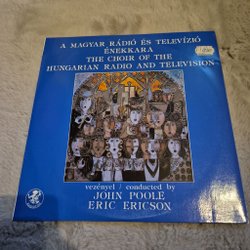 A MAGYAR RÁDIÓ ÉS TELEVÍZIÓ
ÉNEKKARA
THE CHOIR OF THE
HUNGARIAN RADIO AND TELEVISION
vezényel / conducted by
JOHN POOLE
ERIC ERICSON